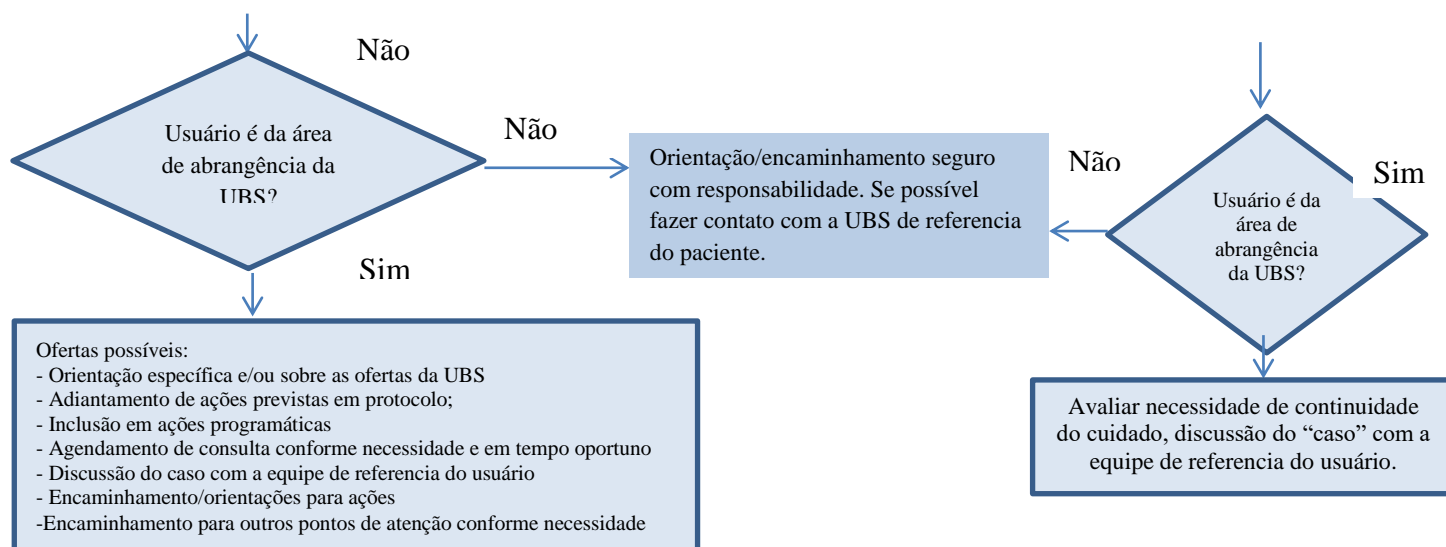 Não
Usuário é da área
de abrangência da
UBS?
Não
Sim
Ofertas possíveis:
- Orientação específica e/ou sobre as ofertas da UBS
- Adiantamento de ações previstas em protocolo;
- Inclusão em ações programáticas
- Agendamento de consulta conforme necessidade e em tempo oportuno
- Discussão do caso com a equipe de referencia do usuário
- Encaminhamento/orientações para ações
-Encaminhamento para outros pontos de atenção conforme necessidade
Orientação/encaminhamento seguro
com responsabilidade. Se possível
fazer contato com a UBS de referencia
do paciente.
Não
Sim
Usuário é da
área de
abrangência
da UBS?
Avaliar necessidade de continuidade
do cuidado, discussão do “caso” com a
equipe de referencia do usuário.